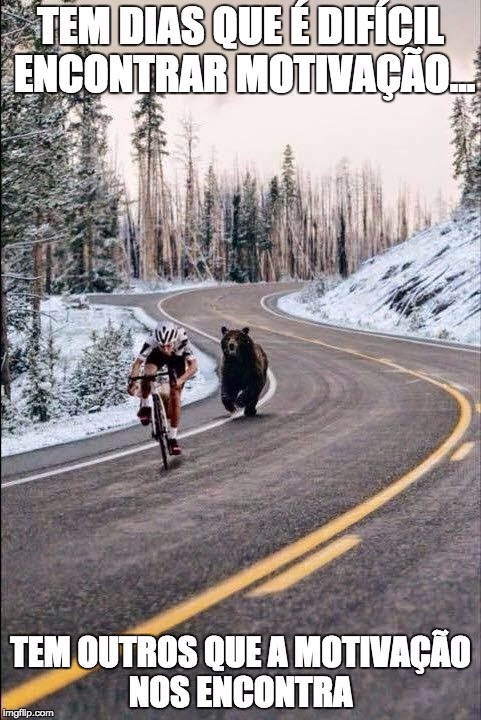 TEM DIAS QUE É DIFÍCIL
ENCONTRAR MOTIVAÇÃO...
TEM OUTROS QUE A MOTIVAÇÃO
NOS ENCONTRA
imgflip.com